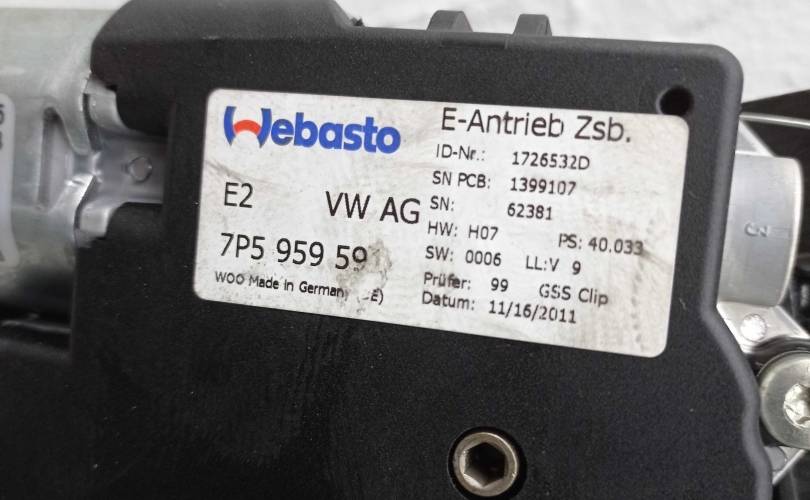 Webasto
E2 VW AG
7P5 959 59
WOO Made in
E-Antrieb Zsb.
ID-Nr.: 1726532D
SN PCB: 1399107
SN: 62381
HW: H07 PS: 40.033
SW: 0006 LL:V 9
Prüfer: 99 GSS Clip
Datum: 11/16/2011